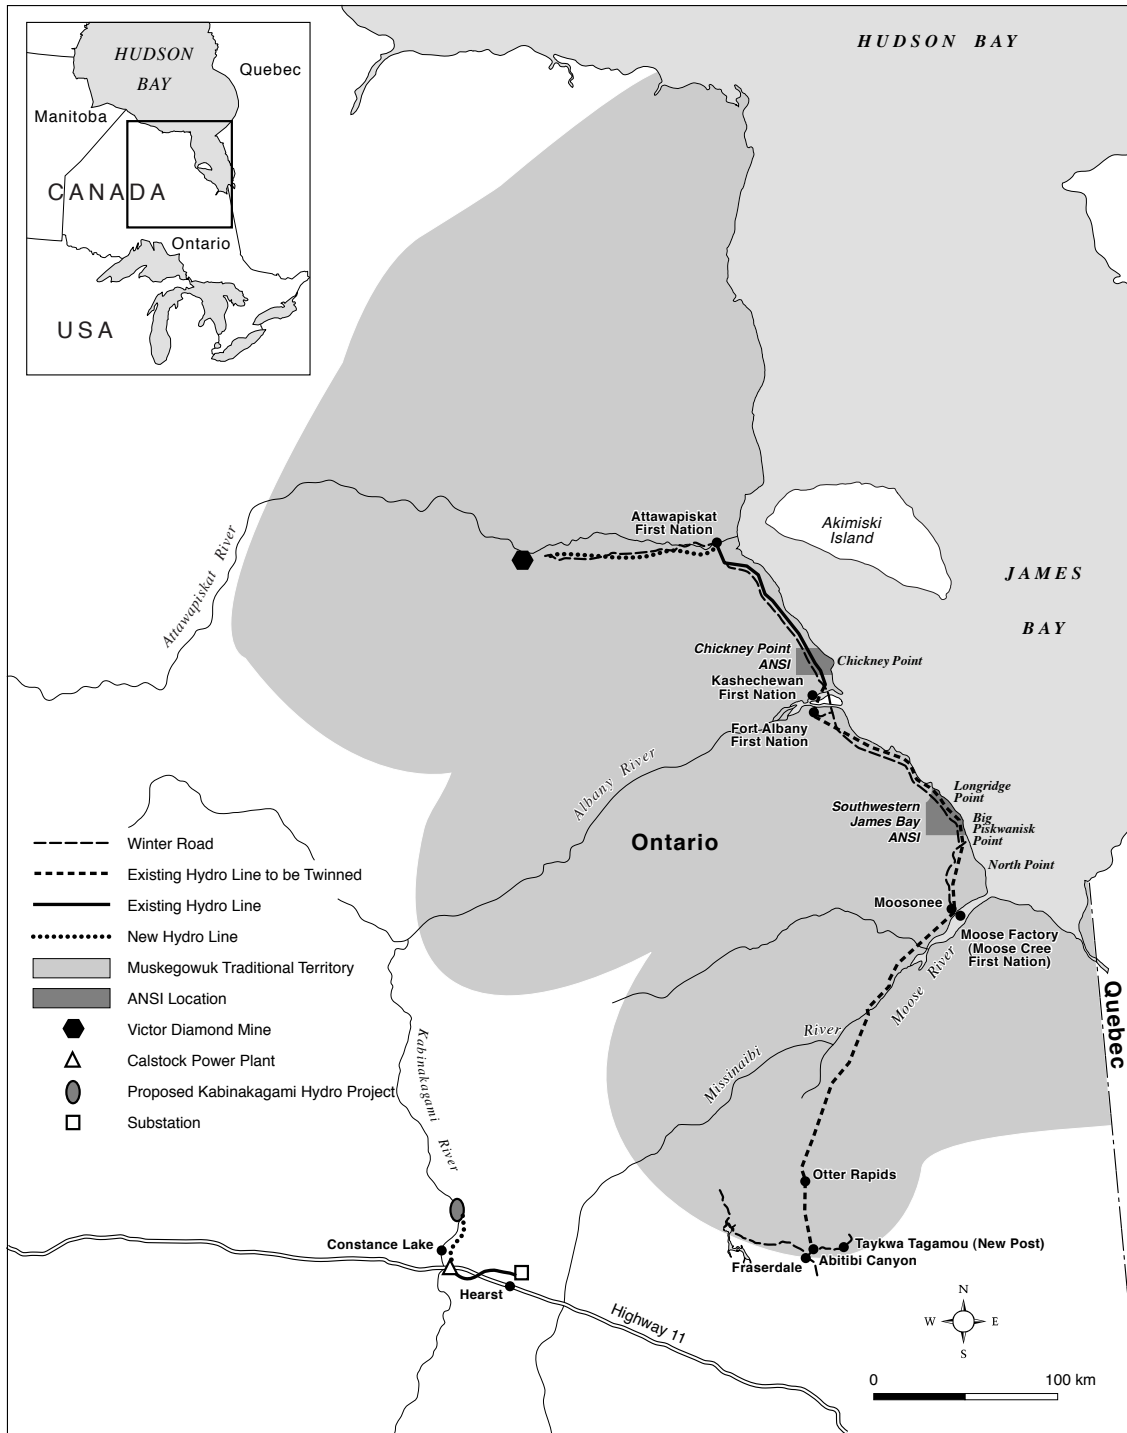 HUDSON
BAY
Quebec
Manitoba
CANADA
Ontario
USA
HUDSON BAY
Attawapiskat
First Nation
Akimiski
Island
JAMES
BAY
Attawapiskat River
Chickney Point
ANSI
Chickney Point
Kashechewan
First Nation
Fort Albany
First Nation
Albany River
Longridge
Point
Southwestern
James Bay
ANSI
Big
Piskwanisk
Point
Ontario
North Point
Moosonee
Moose Factory
(Moose Cree
First Nation)
Moose River
Quebec
Missinaibi River
Winter Road
Existing Hydro Line to be Twinned
Existing Hydro Line
New Hydro Line
Muskegowuk Traditional Territory
ANSI Location
Victor Diamond Mine
Calstock Power Plant
Proposed Kabinakagami Hydro Project
Substation
Kabinakagami River
Otter Rapids
Constance Lake
Taykwa Tagamou (New Post)
Fraserdale
Abitibi Canyon
Hearst
Highway 11
N
W
E
S
0
100 km